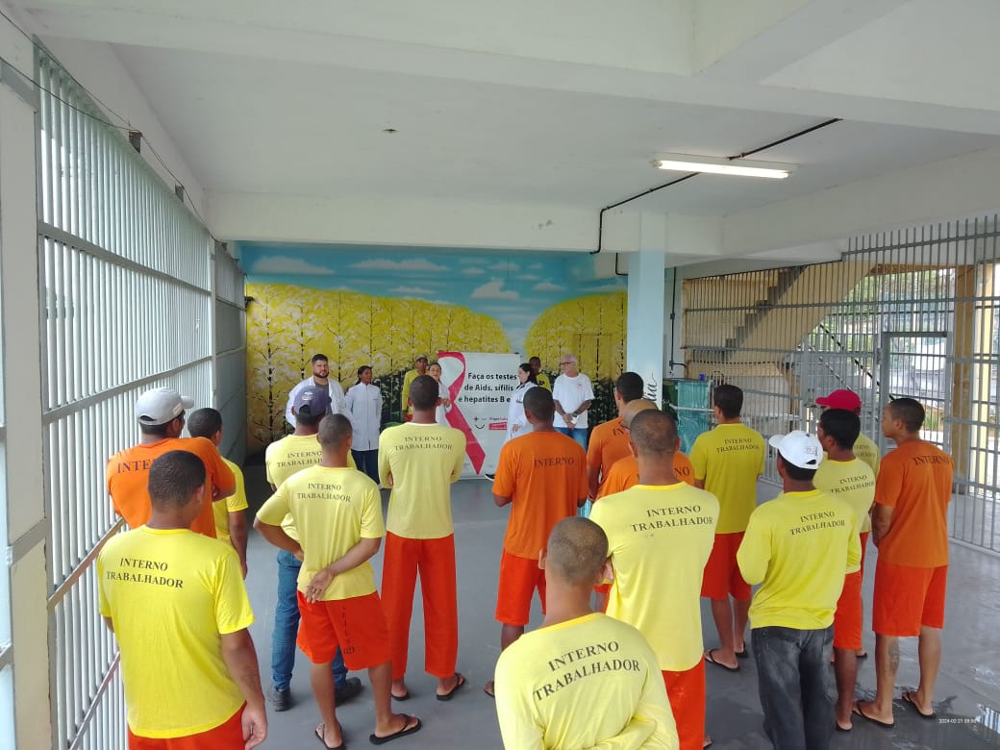 Faça os testes
de Aids, sífilis
e hepatites B e
INTERNO
INTERNO
TRABALHADOR
INTERNO
INTERNO
TRABALHADOR
INTERNO
TRABALHADOR
INTERNO
INTERNO
TRABALHADOR
INTERNO
TRABALHADOR
INTERNO
TRABALHADOR
INTERNO
TRABALHADOR
INTERNO
TRABALHADOR
INTERNO
INTERNO
TRABALHADOR